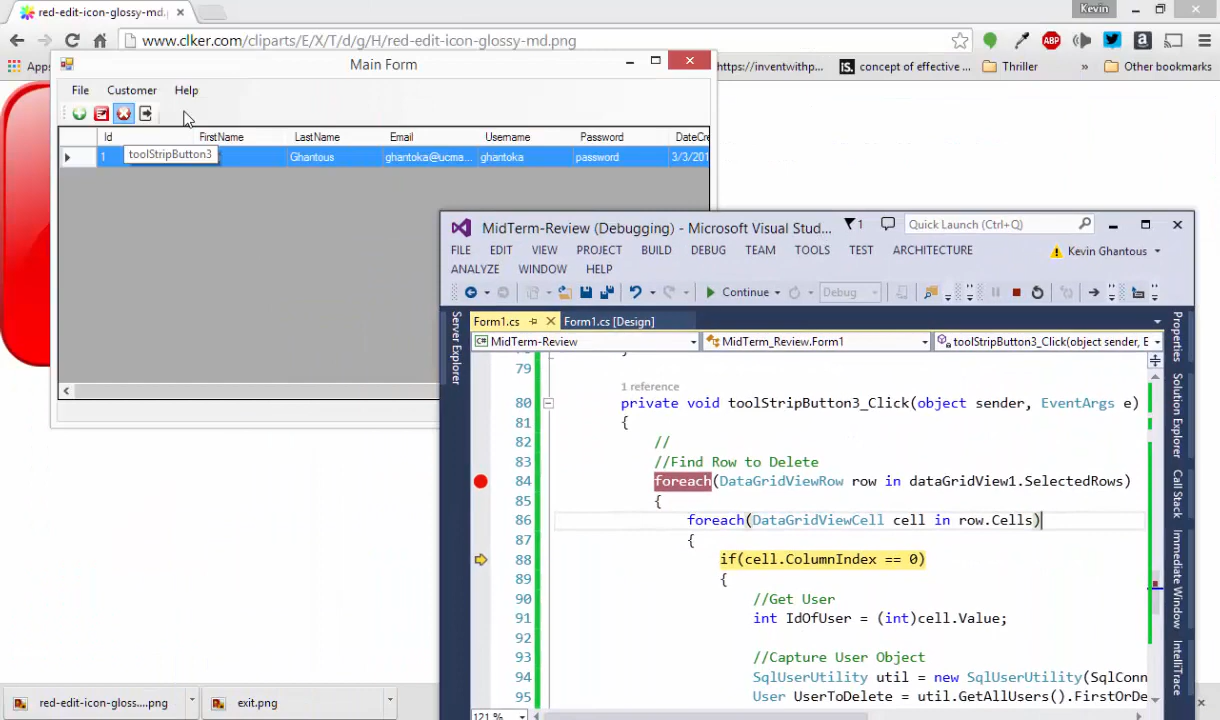 red-edit-icon-glossy-md.
Kevin
www.clker.com/cliparts/E/X/T/d/g/H/red-edit-icon-glossy-md.png
ABP
Apps
https://inventwithp...
is. concept of effective ...
Thriller
»
Other bookmarks
Main Form
File Customer Help
Id FirstName LastName Email Username Password DateCre
1 Ghantous ghantoka@ucma... ghantoka password 3/3/201
toolStripButton3
MidTerm-Review (Debugging) - Microsoft Visual Stud...
1
Quick Launch (Ctrl+Q)
FILE EDIT VIEW PROJECT BUILD DEBUG TEAM TOOLS TEST ARCHITECTURE
Kevin Ghantous
ANALYZE WINDOW HELP
Continue Debug
Form1.cs Form1.cs [Design]
MidTerm-Review MidTerm_Review.Form1 toolStripButton3_Click(object sender, E
Server Explorer
79
1 reference
80 private void toolStripButton3_Click(object sender, EventArgs e)
81 {
82 //
83 //Find Row to Delete
84 foreach(DataGridViewRow row in dataGridView1.SelectedRows)
85 {
86 foreach(DataGridViewCell cell in row.Cells)
87 {
88 if(cell.ColumnIndex == 0)
89 {
90 //Get User
91 int IdOfUser = (int)cell.Value;
92
93 //Capture User Object
94 SqlUserUtility util = new SqlUserUtility(SqlConn
95 User UserToDelete = util.GetAllUsers().FirstOrDe
121 %
Properties
Solution Explorer
Call Stack
Immediate Window
IntelliTrace
red-edit-icon-gloss....png
exit.png